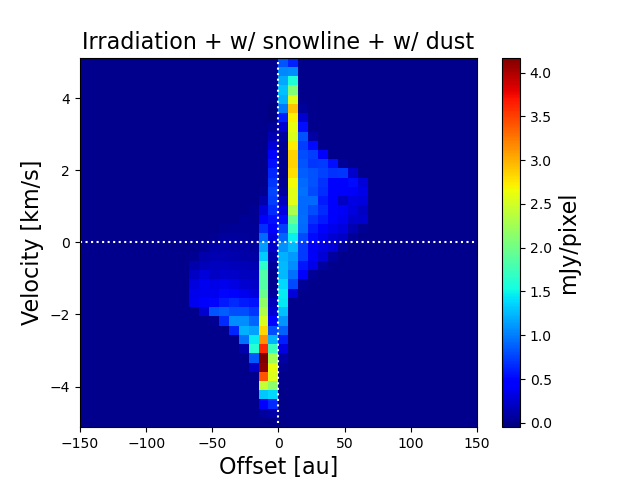 Irradiation + w/ snowline + w/ dust
4
2
0
−2
−4
Velocity [km/s]
−150 −100 −50 0 50 100 150
Offset [au]
4.0
3.5
3.0
2.5
2.0
1.5
1.0
0.5
0.0
mJy/pixel